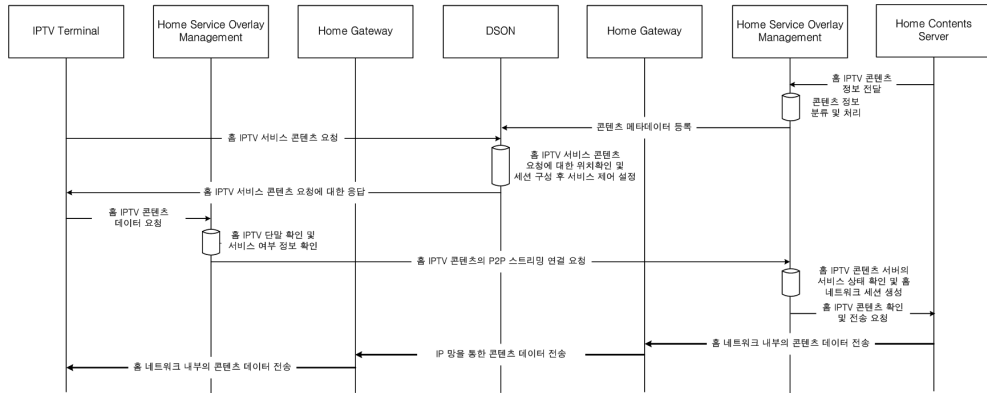 IPTV Terminal
Home Service Overlay
Management
Home Gateway
DSON
Home Gateway
Home Service Overlay
Management
Home Contents
Server
홈 IPTV 콘텐츠
정보 전달
콘텐츠 정보
분류 및 처리
콘텐츠 메타데이터 등록
홈 IPTV 서비스 콘텐츠 요청
홈 IPTV 서비스 콘텐츠
요청에 대한 위치확인 및
세션 구성 후 서비스 제어 설정
홈 IPTV 서비스 콘텐츠 요청에 대한 응답
홈 IPTV 콘텐츠
데이터 요청
홈 IPTV 단말 확인 및
서비스 여부 정보 확인
홈 IPTV 콘텐츠의 P2P 스트리밍 연결 요청
홈 IPTV 콘텐츠 서버의
서비스 상태 확인 및 홈
네트워크 세션 생성
홈 IPTV 콘텐츠 확인
및 전송 요청
홈 네트워크 내부의 콘텐츠 데이터 전송
IP 망을 통한 콘텐츠 데이터 전송
홈 네트워크 내부의 콘텐츠 데이터 전송